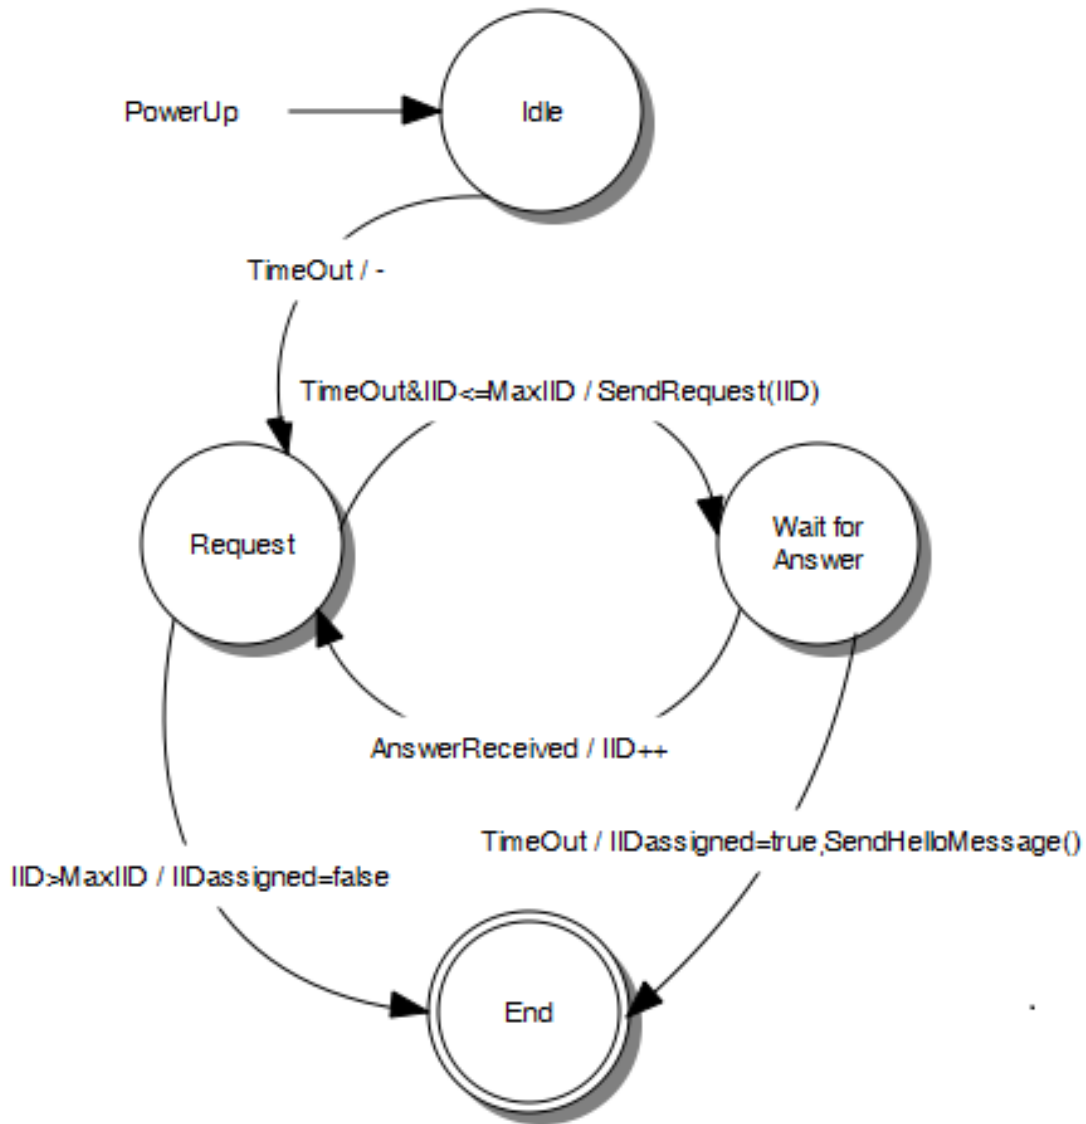 PowerUp
Idle
TimeOut / -
TimeOut&IID<=MaxIID / SendRequest(IID)
Request
Wait for
Answer
AnswerReceived / IID++
TimeOut / IIDassigned=true,SendHelloMessage()
IID>MaxIID / IIDassigned=false
End
.